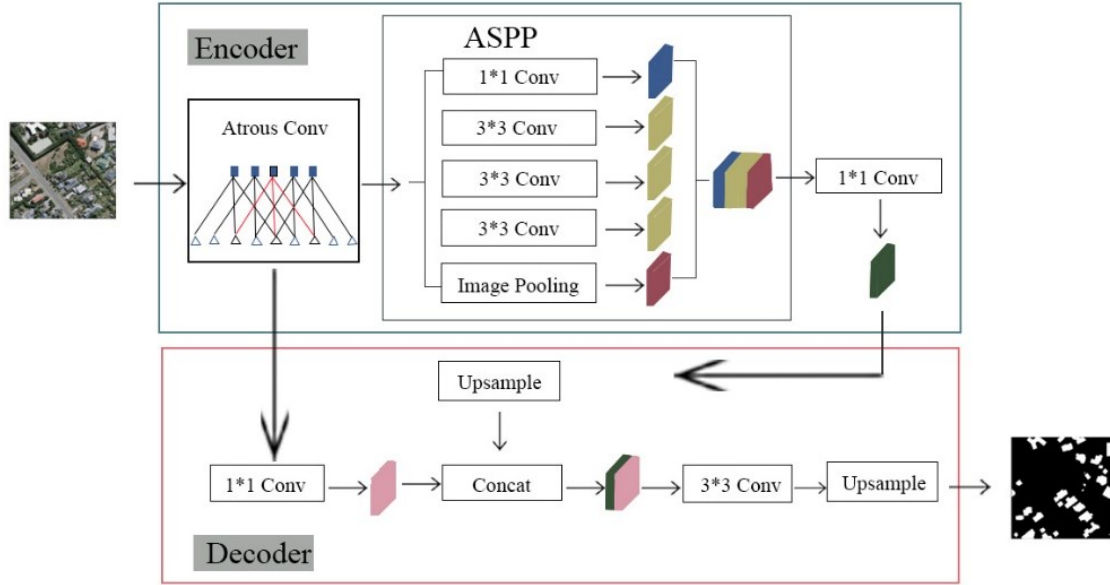 Encoder
ASPP
Atrous Conv
1*1 Conv
3*3 Conv
3*3 Conv
3*3 Conv
Image Pooling
1*1 Conv
Upsample
1*1 Conv
Concat
3*3 Conv
Upsample
Decoder